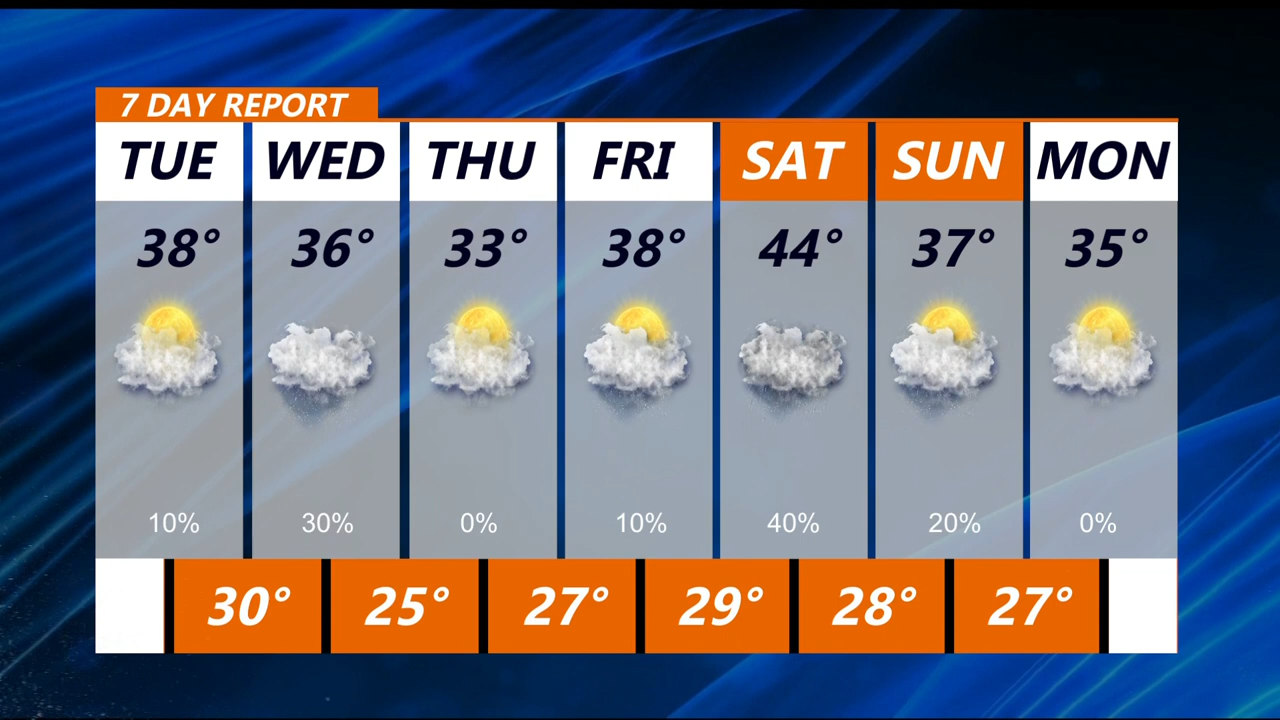 7 DAY REPORT
TUE WED THU FRI SAT SUN MON
38° 36° 33° 38° 44° 37° 35°
10% 30% 0% 10% 40% 20% 0%
30° 25° 27° 29° 28° 27°